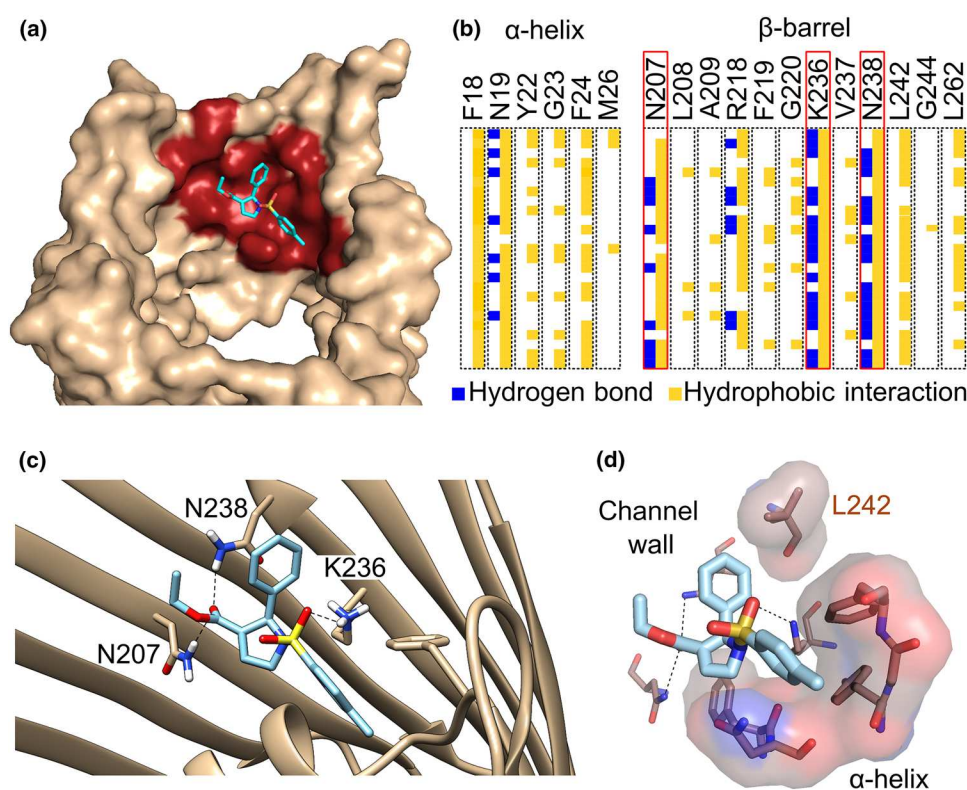 (a)
(b)
α-helix
β-barrel
F18
N19
Y22
G23
F24
M26
N207
L208
A209
R218
F219
G220
K236
V237
N238
L242
G244
L262
Hydrogen bond
Hydrophobic interaction
(c)
N238
K236
N207
(d)
Channel
wall
L242
α-helix